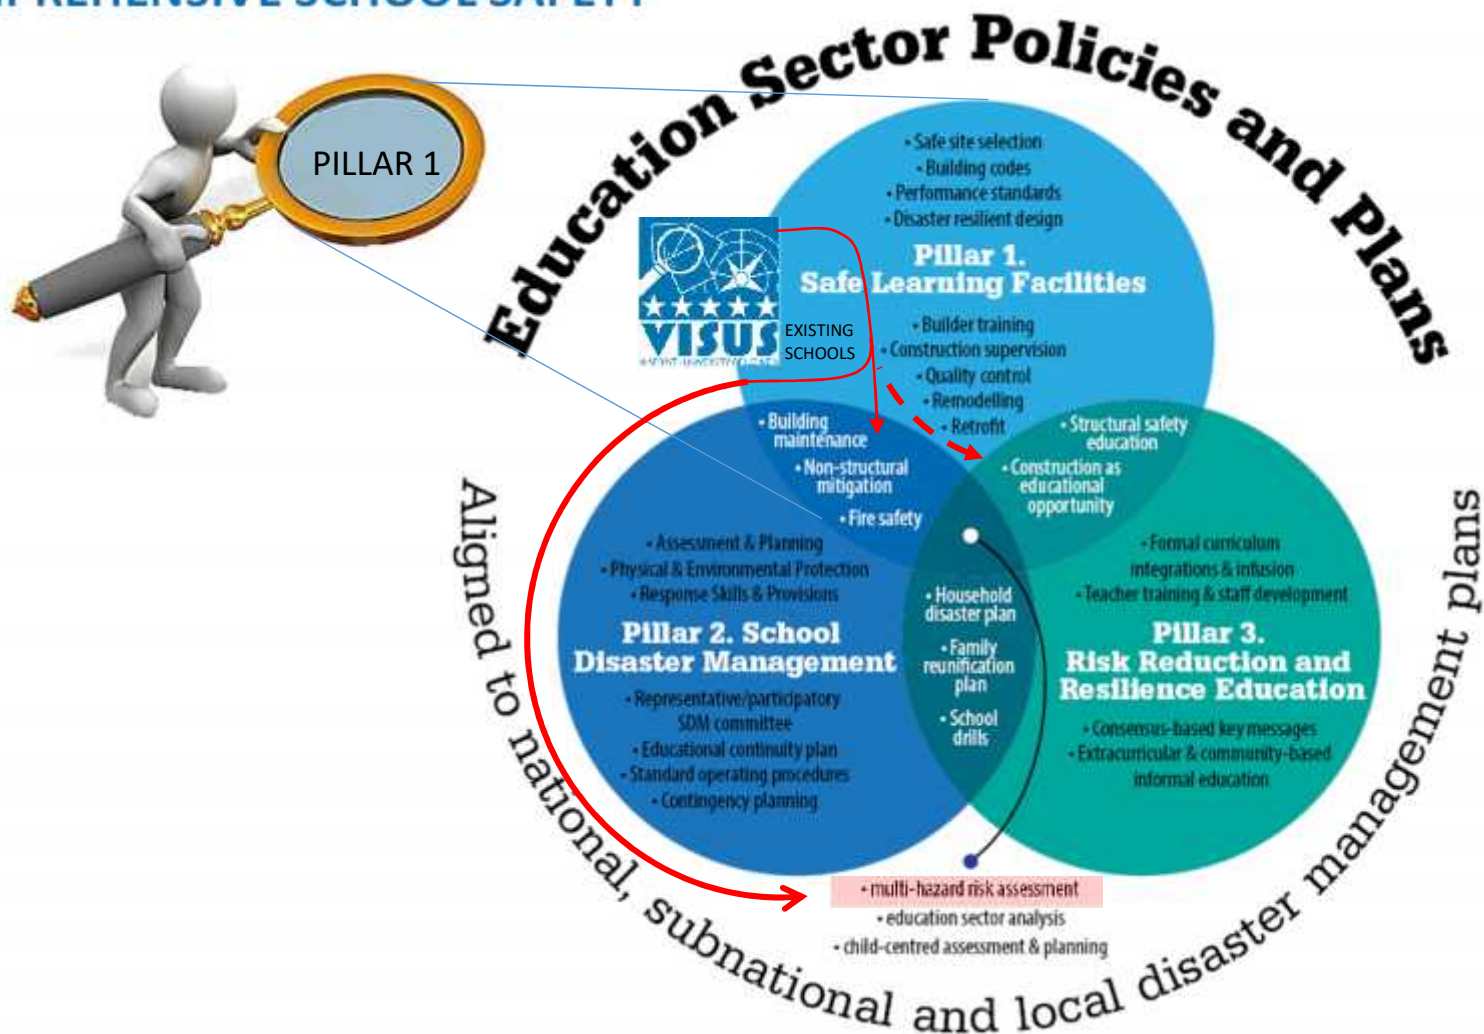 SCHOOL SAFETY
Education Sector Policies and Plans
PILLAR 1
• Safe site selection
• Building codes
• Performance standards
• Disaster resilient design
Pillar 1.
Safe Learning Facilities
VISUS
EXISTING
SCHOOLS
• Builder training
• Construction supervision
• Quality control
• Remodelling
• Retrofit
• Building
maintenance
• Non-structural
mitigation
• Fire safety
• Structural safety
education
• Construction as
educational
opportunity
• Assessment & Planning
• Physical & Environmental Protection
• Response Skills & Provisions
Pillar 2. School
Disaster Management
• Representative/participatory
SDM committee
• Educational continuity plan
• Standard operating procedures
• Contingency planning
• Household
disaster plan
• Family
reunification
plan
• School
drills
• Formal curriculum
integrations & infusion
• Teacher training & staff development
Pillar 3.
Risk Reduction and
Resilience Education
• Consensus-based key messages
• Extracurricular & community-based
informal education
• multi-hazard risk assessment
• education sector analysis
• child-centred assessment & planning
Aligned to national, subnational and local disaster management plans